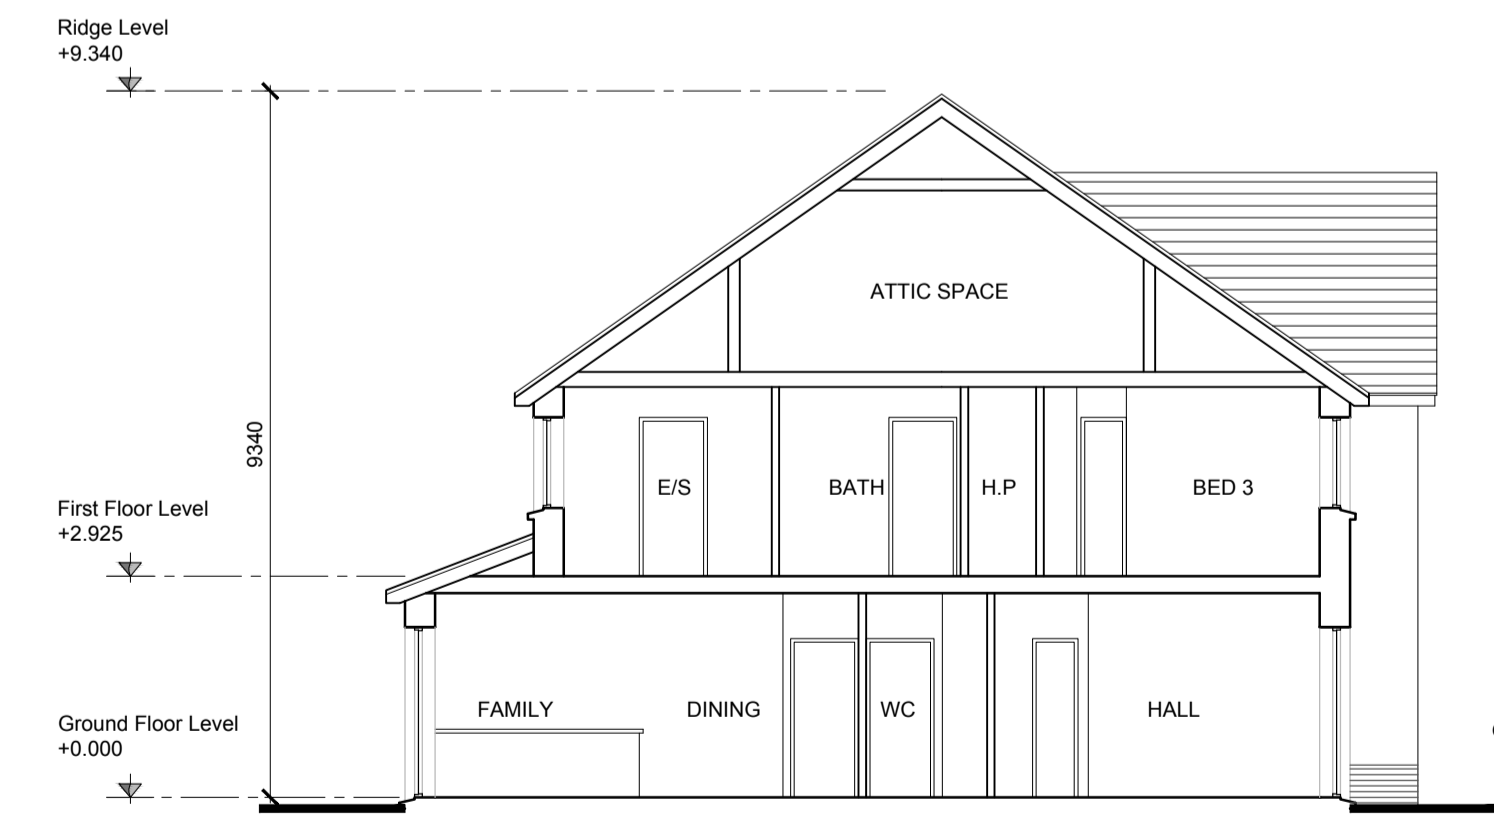 Ridge Level
+9.340
ATTIC SPACE
9340
E/S
BATH
H.P
BED 3
First Floor Level
+2.925
FAMILY
DINING
WC
HALL
Ground Floor Level
+0.000